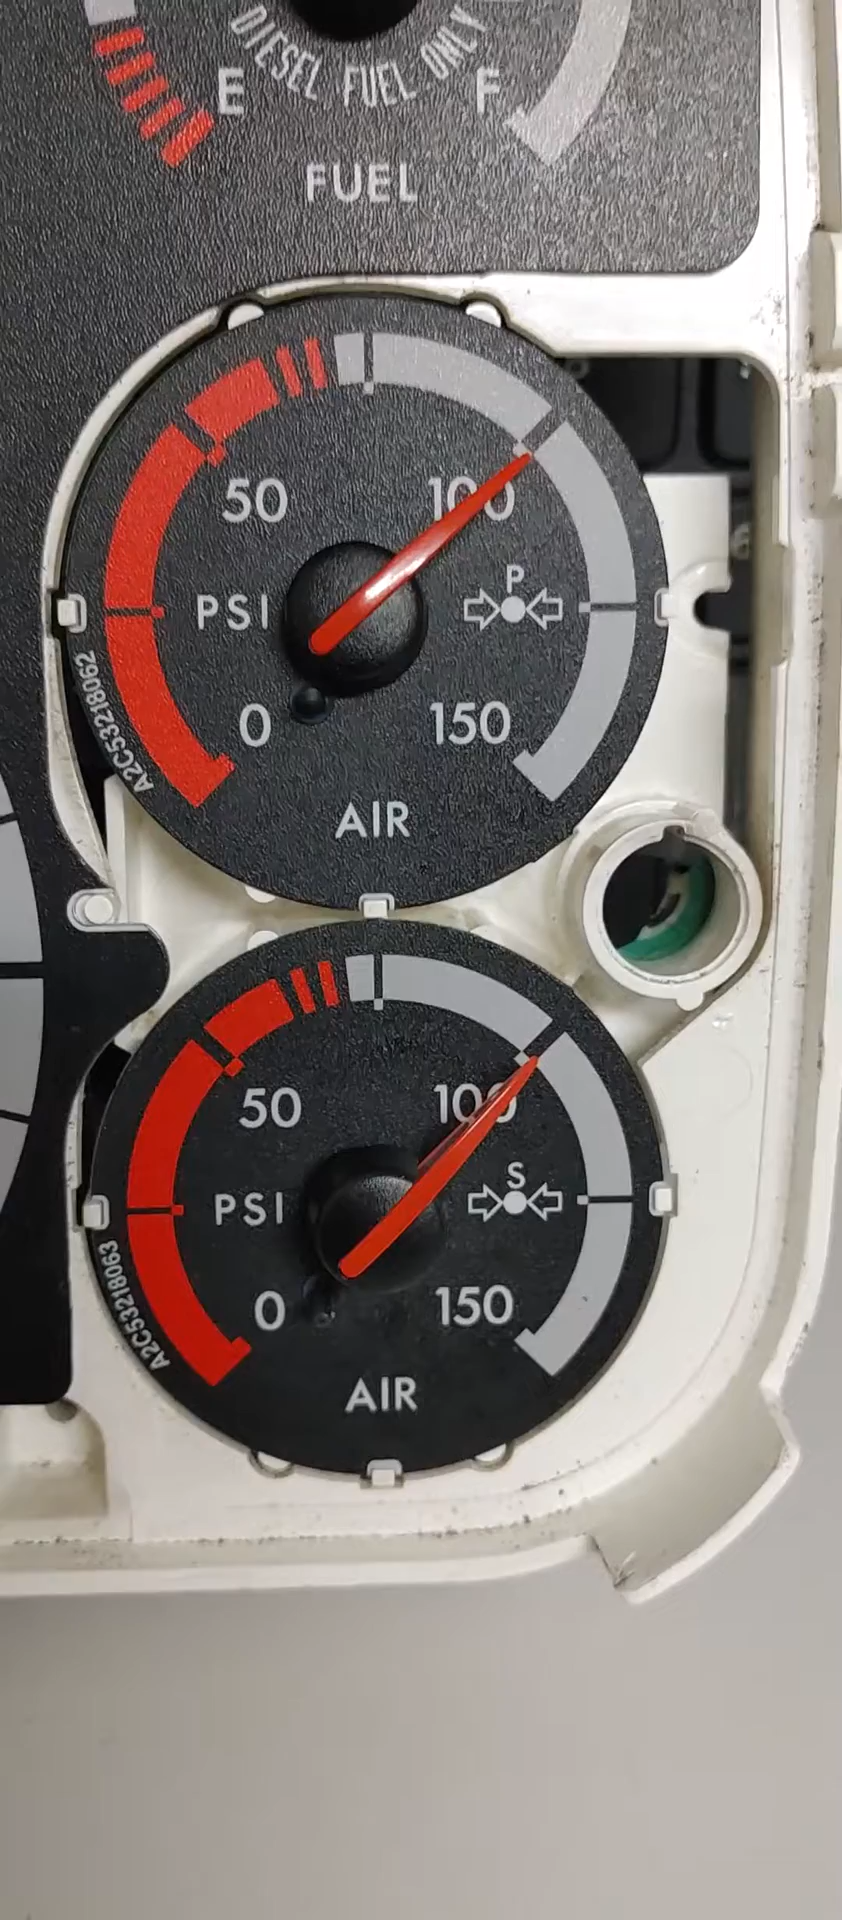 DIESEL FUEL ONLY
E F
FUEL
50 100
PSI P
0 150
A2C53218062
AIR
50 100
PSI S
0 150
A2C53218063
AIR